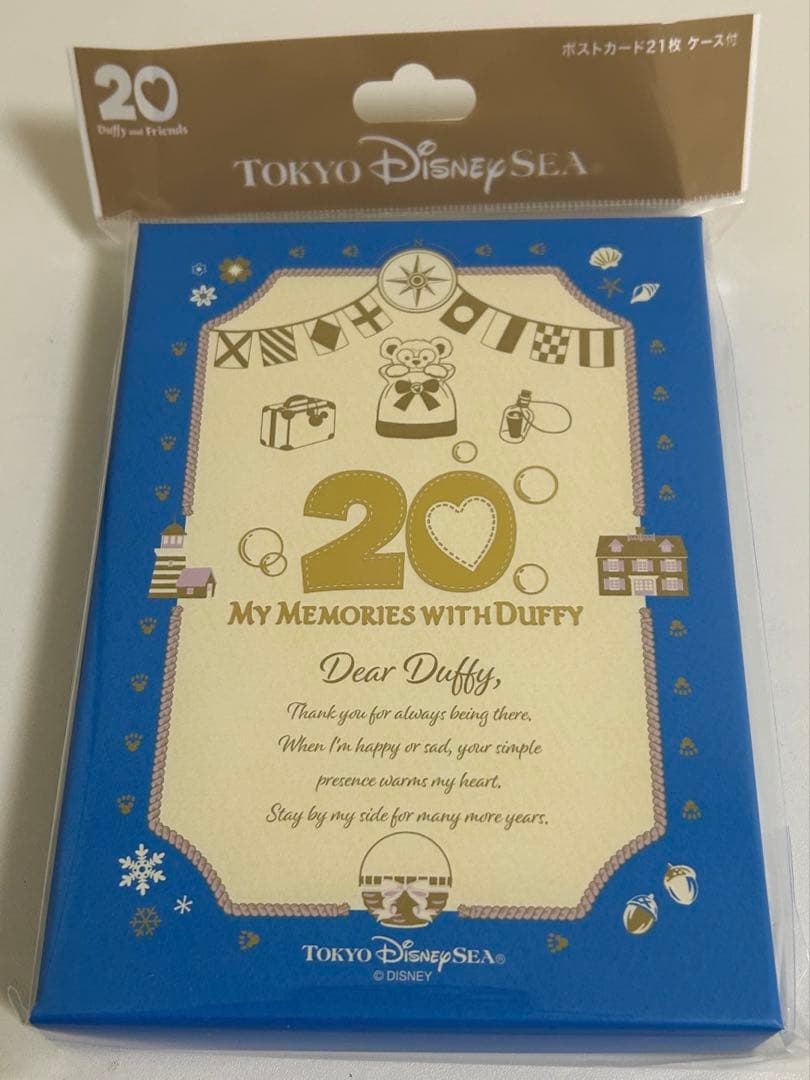 ポストカード21枚 ケース付
20
Duffy and Friends
TOKYO DISNEYSEA®
N
20
MY MEMORIES WITH DUFFY
Dear Duffy,
Thank you for always being there.
When I'm happy or sad, your simple
presence warms my heart.
Stay by my side for many more years.
TOKYO DISNEYSEA®
© DISNEY